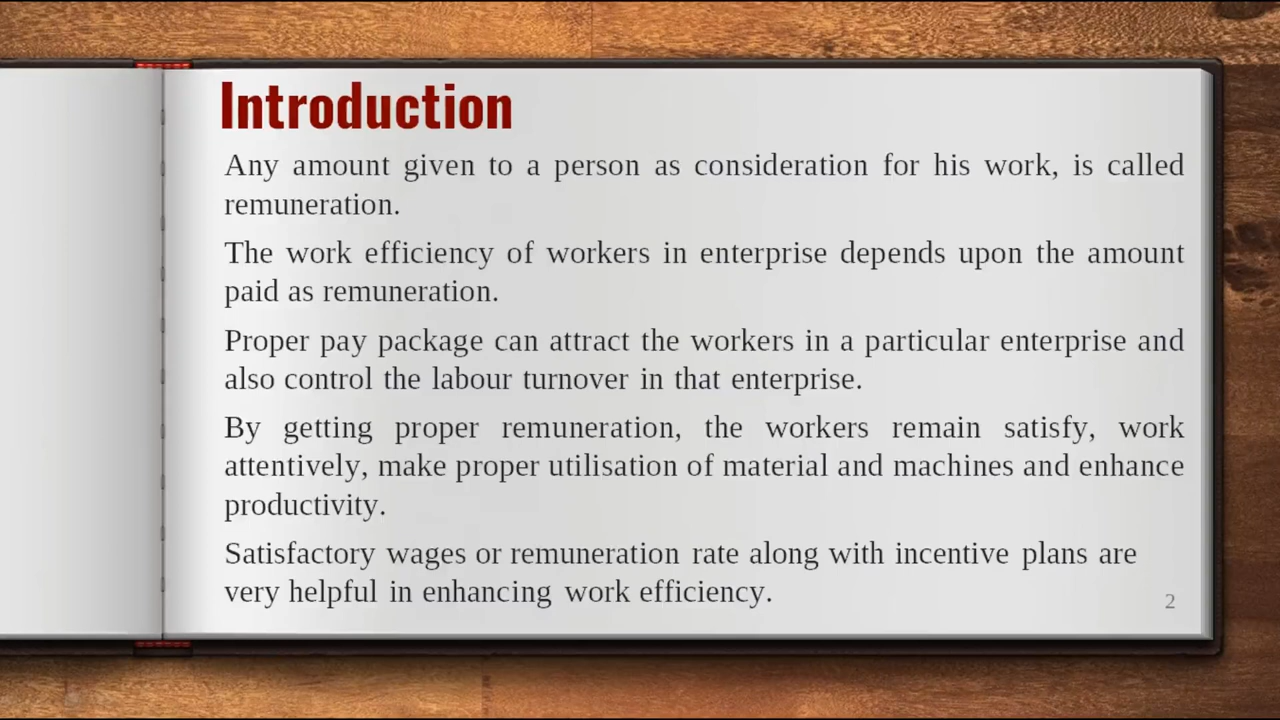 Introduction
Any amount given to a person as consideration for his work, is called
remuneration.
The work efficiency of workers in enterprise depends upon the amount
paid as remuneration.
Proper pay package can attract the workers in a particular enterprise and
also control the labour turnover in that enterprise.
By getting proper remuneration, the workers remain satisfy, work
attentively, make proper utilisation of material and machines and enhance
productivity.
Satisfactory wages or remuneration rate along with incentive plans are
very helpful in enhancing work efficiency.
2